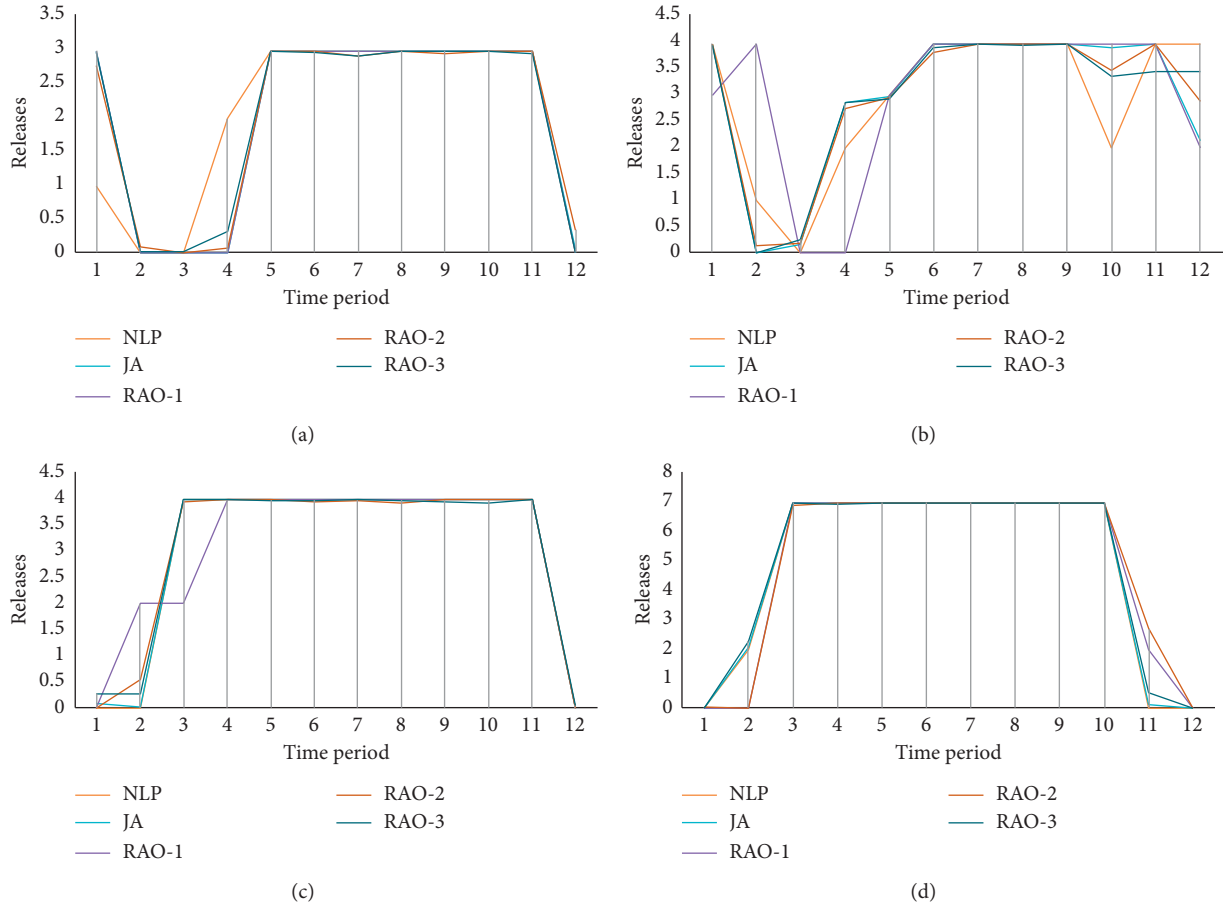 3.5
3
2.5
2
1.5
1
0.5
0
Releases
1 2 3 4 5 6 7 8 9 10 11 12
Time period
NLP
JA
RAO-1
RAO-2
RAO-3
(a)
4.5
4
3.5
3
2.5
2
1.5
1
0.5
0
Releases
1 2 3 4 5 6 7 8 9 10 11 12
Time period
NLP
JA
RAO-1
RAO-2
RAO-3
(b)
4.5
4
3.5
3
2.5
2
1.5
1
0.5
0
Releases
1 2 3 4 5 6 7 8 9 10 11 12
Time period
NLP
JA
RAO-1
RAO-2
RAO-3
(c)
8
7
6
5
4
3
2
1
0
Releases
1 2 3 4 5 6 7 8 9 10 11 12
Time period
NLP
JA
RAO-1
RAO-2
RAO-3
(d)